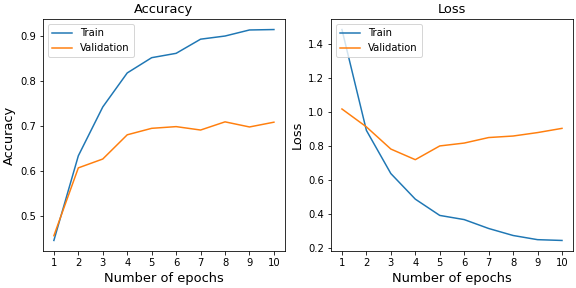 Accuracy
Train
Validation
0.9
0.8
0.7
0.6
0.5
Accuracy
1 2 3 4 5 6 7 8 9 10
Number of epochs
Loss
Train
Validation
1.4
1.2
1.0
0.8
0.6
0.4
0.2
Loss
1 2 3 4 5 6 7 8 9 10
Number of epochs